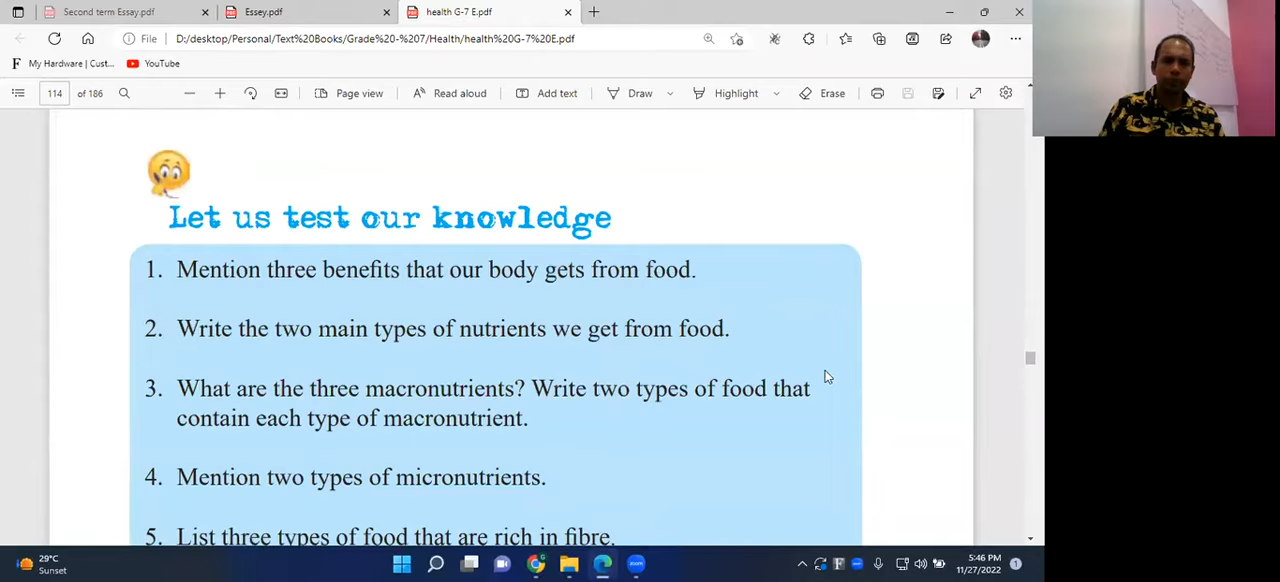 Second term Essay.pdf
Essey.pdf
health G-7 E.pdf
File D:/desktop/Personal/Text%20Books/Grade%20-%207/Health/health%20G-7%20E.pdf
My Hardware | Cust... YouTube
114 of 186 Page view Read aloud Add text Draw Highlight Erase
Let us test our knowledge
1. Mention three benefits that our body gets from food.
2. Write the two main types of nutrients we get from food.
3. What are the three macronutrients? Write two types of food that
contain each type of macronutrient.
4. Mention two types of micronutrients.
5. List three types of food that are rich in fibre.
29°C
Sunset
zoom
5:46 PM
11/27/2022
1